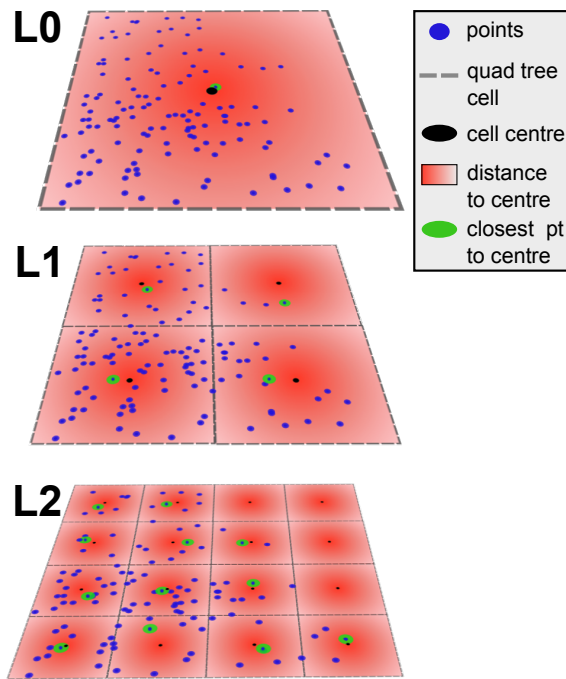 L0
points
quad tree
cell
cell centre
distance
to centre
closest pt
to centre
L1
L2